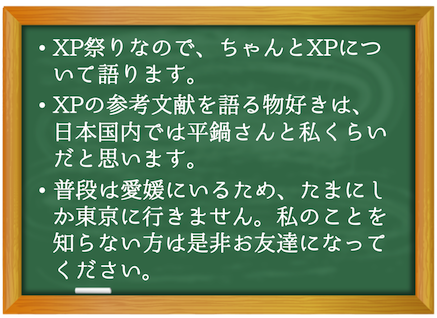 • XP祭りなので、ちゃんとXPにつ
いて語ります。
• XPの参考文献を語る物好きは、
日本国内では平鍋さんと私くらい
だと思います。
• 普段は愛媛にいるため、たまにし
か東京に行きません。私のことを
知らない方は是非お友達になって
ください。